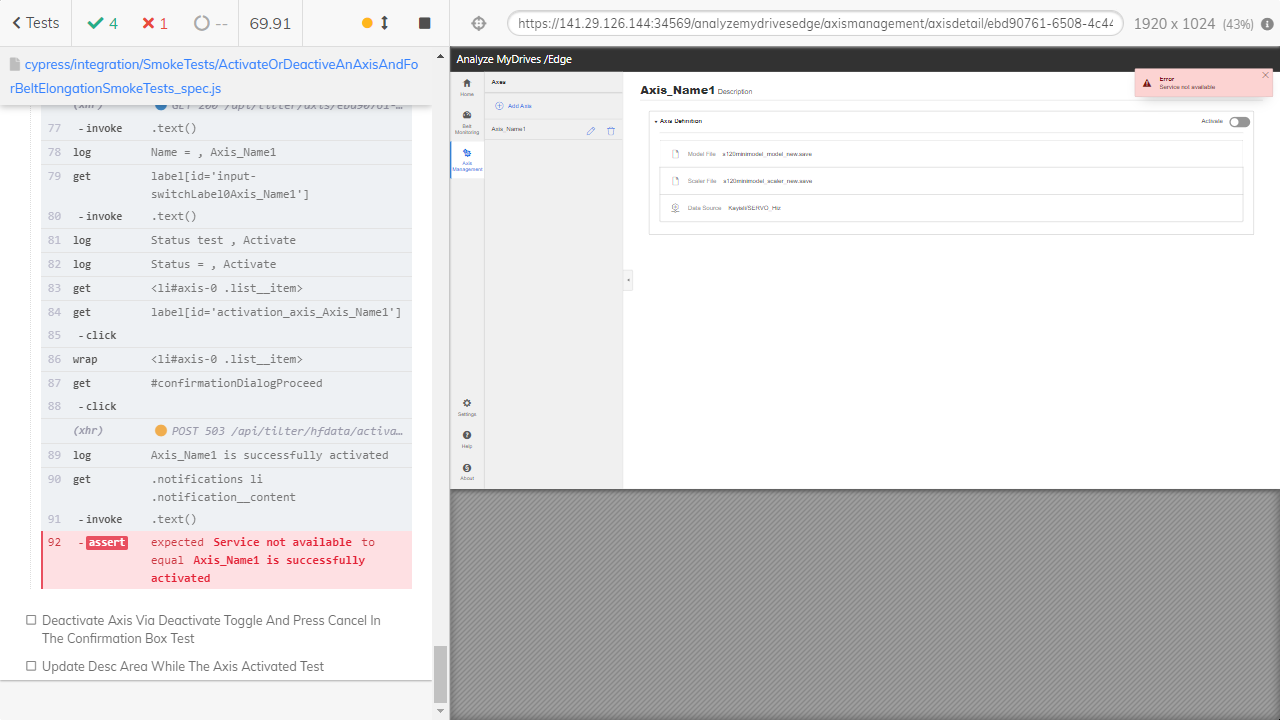 Tests
4
1
--
69.91
https://141.29.126.144:34569/analyzemydrivesedge/axismanagement/axisdetail/ebd90761-6508-4c44
1920 x 1024 (43%)
cypress/integration/SmokeTests/ActivateOrDeactiveAnAxisAndFo
rBeltElongationSmokeTests_spec.js
(xhr) GET 200 /api/tilter/axis/ebd90761-…
77 -invoke .text()
78 log Name = , Axis_Name1
79 get label[id='input-
switchLabel0Axis_Name1']
80 -invoke .text()
81 log Status test , Activate
82 log Status = , Activate
83 get <li#axis-0 .list__item>
84 get label[id='activation_axis_Axis_Name1']
85 -click
86 wrap <li#axis-0 .list__item>
87 get #confirmationDialogProceed
88 -click
(xhr) POST 503 /api/tilter/hfdata/activa…
89 log Axis_Name1 is successfully activated
90 get .notifications li
.notification__content
91 -invoke .text()
92 -assert expected Service not available to
equal Axis_Name1 is successfully
activated
Deactivate Axis Via Deactivate Toggle And Press Cancel In
The Confirmation Box Test
Update Desc Area While The Axis Activated Test
Analyze MyDrives /Edge
Home
Belt
Monitoring
Axis
Management
Settings
Help
About
Axes
Add Axis
Axis_Name1
Axis_Name1 Description
Error
Service not available
Axis Definition
Activate
Model File s120minimodel_model_new.save
Scaler File s120minimodel_scaler_new.save
Data Source